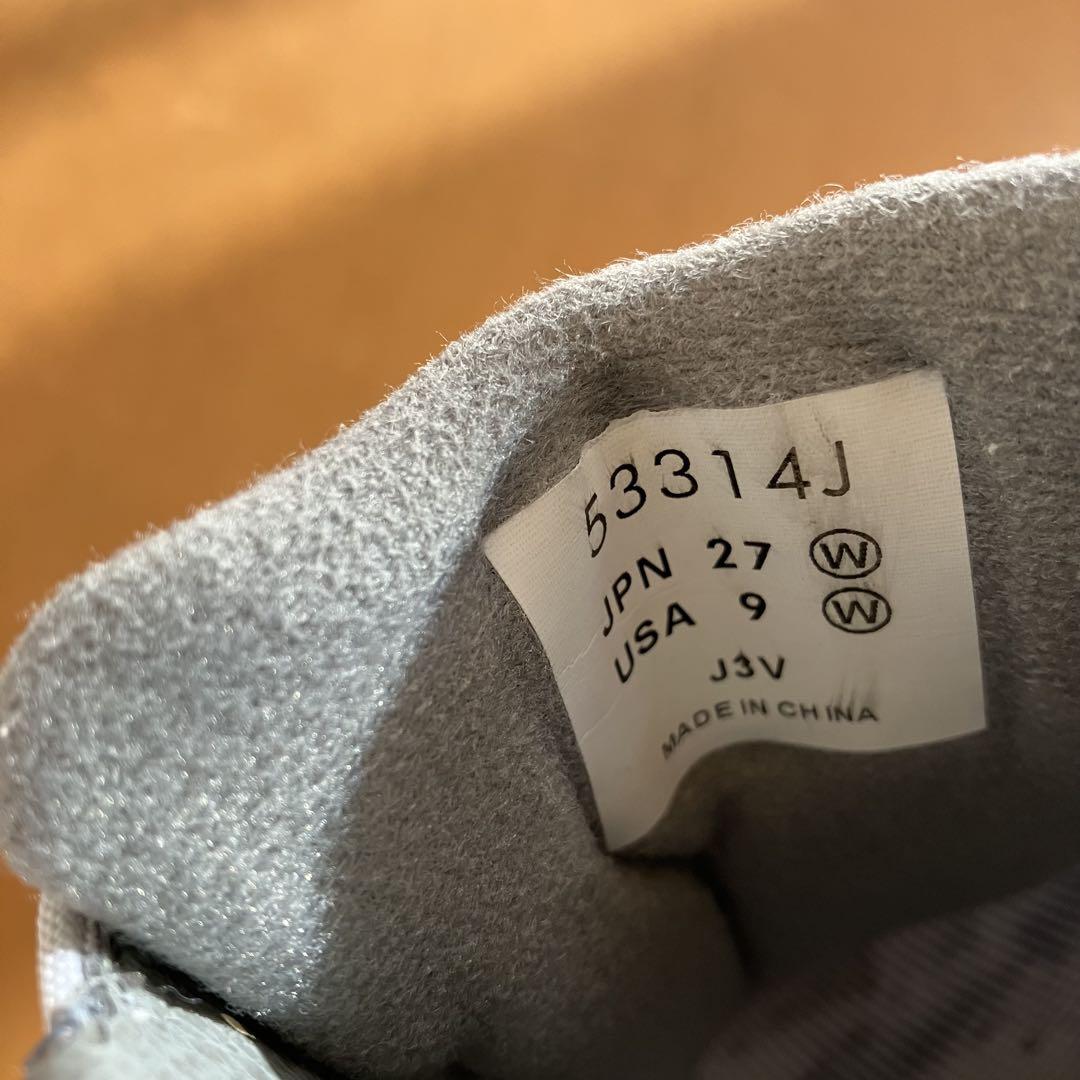 53314J
JPN 27 Ⓦ
USA 9 Ⓦ
J3V
MADE IN CHINA